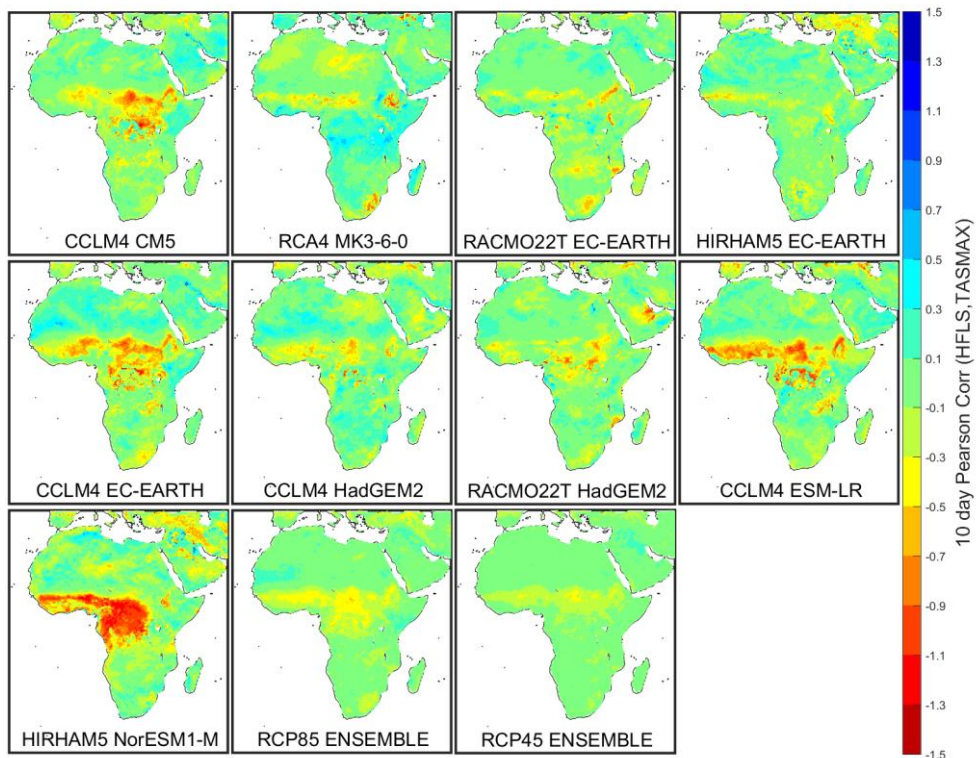 CCLM4 CM5
RCA4 MK3-6-0
RACMO22T EC-EARTH
HIRHAM5 EC-EARTH
CCLM4 EC-EARTH
CCLM4 HadGEM2
RACMO22T HadGEM2
CCLM4 ESM-LR
HIRHAM5 NorESM1-M
RCP85 ENSEMBLE
RCP45 ENSEMBLE
1.5
1.3
1.1
0.9
0.7
0.5
0.3
0.1
-0.1
-0.3
-0.5
-0.7
-0.9
-1.1
-1.3
-1.5
10 day Pearson Corr (HFLS,TASMAX)